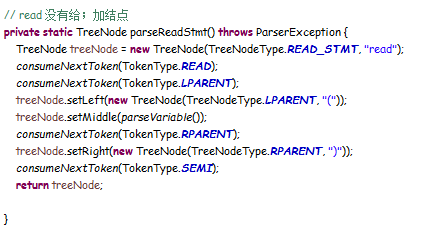 // read 没有给；加结点
private static TreeNode parseReadStmt() throws ParserException {
TreeNode treeNode = new TreeNode(TreeNodeType.READ_STMT, "read");
consumeNextToken(TokenType.READ);
consumeNextToken(TokenType.LPARENT);
treeNode.setLeft(new TreeNode(TreeNodeType.LPARENT, "("));
treeNode.setMiddle(parseVariable());
consumeNextToken(TokenType.RPARENT);
treeNode.setRight(new TreeNode(TreeNodeType.RPARENT, ")"));
consumeNextToken(TokenType.SEMI);
return treeNode;
}